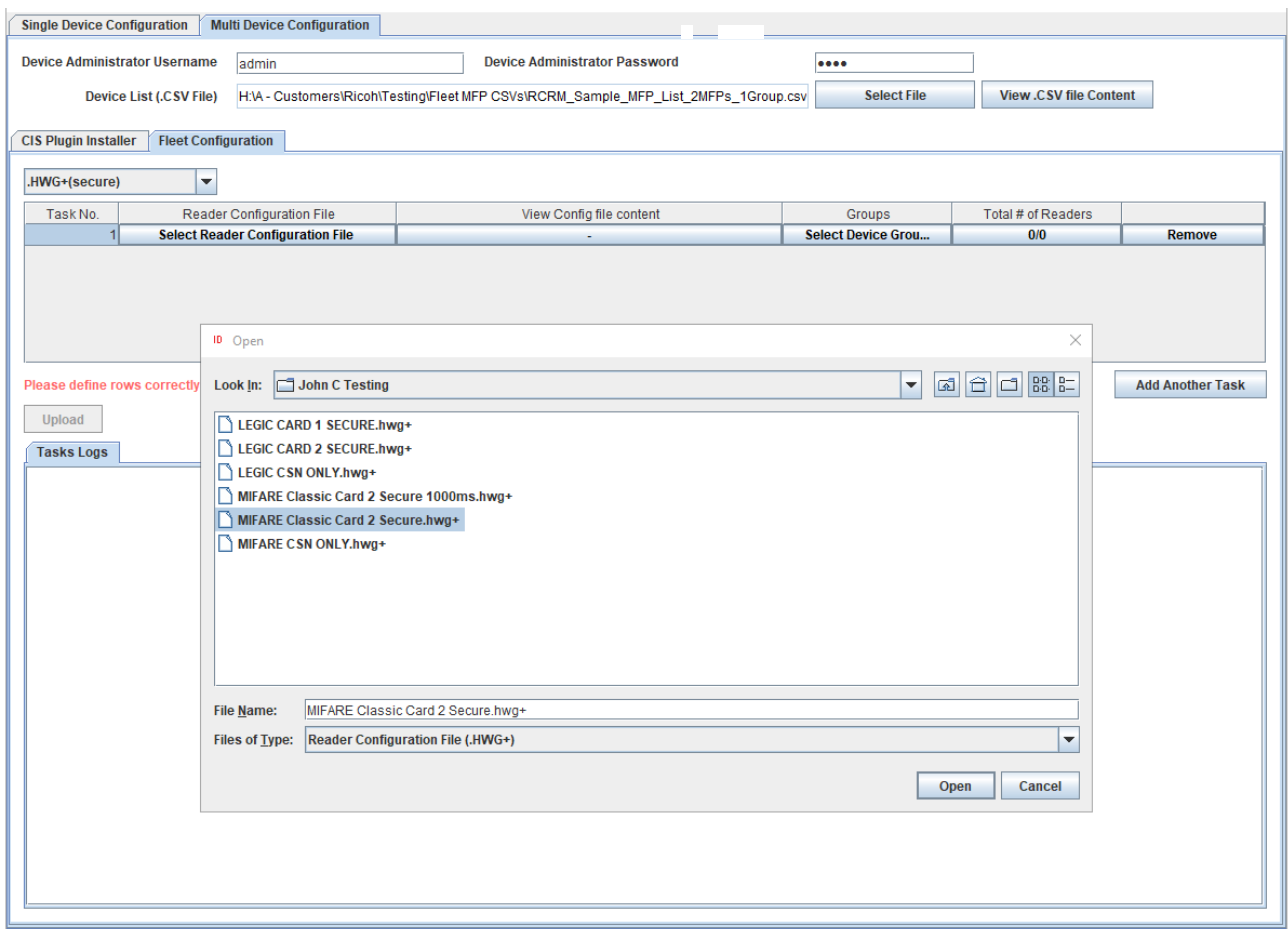 Single Device Configuration Multi Device Configuration
Device Administrator Username admin Device Administrator Password ••••
Device List (.CSV File) H:\A - Customers\Ricoh\Testing\Fleet MFP CSVs\RCRM_Sample_MFP_List_2MFPs_1Group.csv Select File View .CSV file Content
CIS Plugin Installer Fleet Configuration
.HWG+(secure)
Task No. Reader Configuration File View Config file content Groups Total # of Readers
1 Select Reader Configuration File - Select Device Grou... 0/0 Remove
ID Open
Please define rows correctly Look In: John C Testing Add Another Task
Upload
LEGIC CARD 1 SECURE.hwg+
LEGIC CARD 2 SECURE.hwg+
Tasks Logs
LEGIC CSN ONLY.hwg+
MIFARE Classic Card 2 Secure 1000ms.hwg+
MIFARE Classic Card 2 Secure.hwg+
MIFARE CSN ONLY.hwg+
File Name: MIFARE Classic Card 2 Secure.hwg+
Files of Type: Reader Configuration File (.HWG+)
Open Cancel